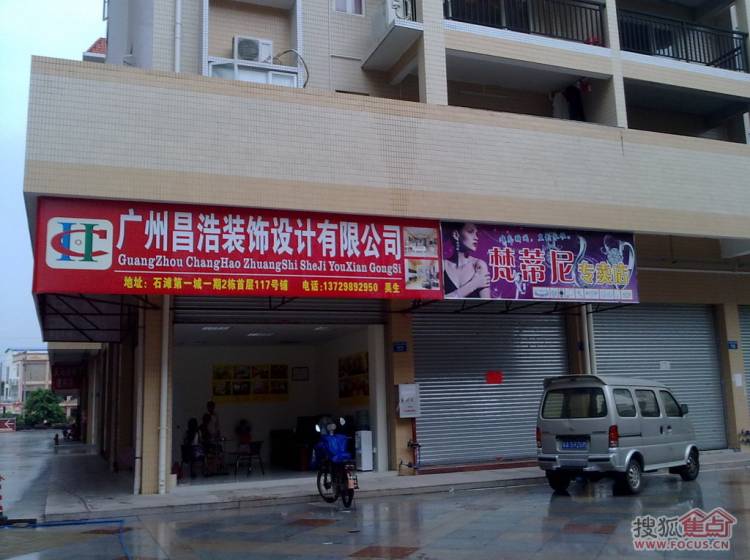 广州昌浩装饰设计有限公司
GuangZhou ChangHao ZhuangShi SheJi YouXian GongSi
地址：石滩第一城一期2栋首层117号铺 电话：13729892950 吴生
梵蒂尼专卖店
搜狐焦点
WWW.FOCUS.CN